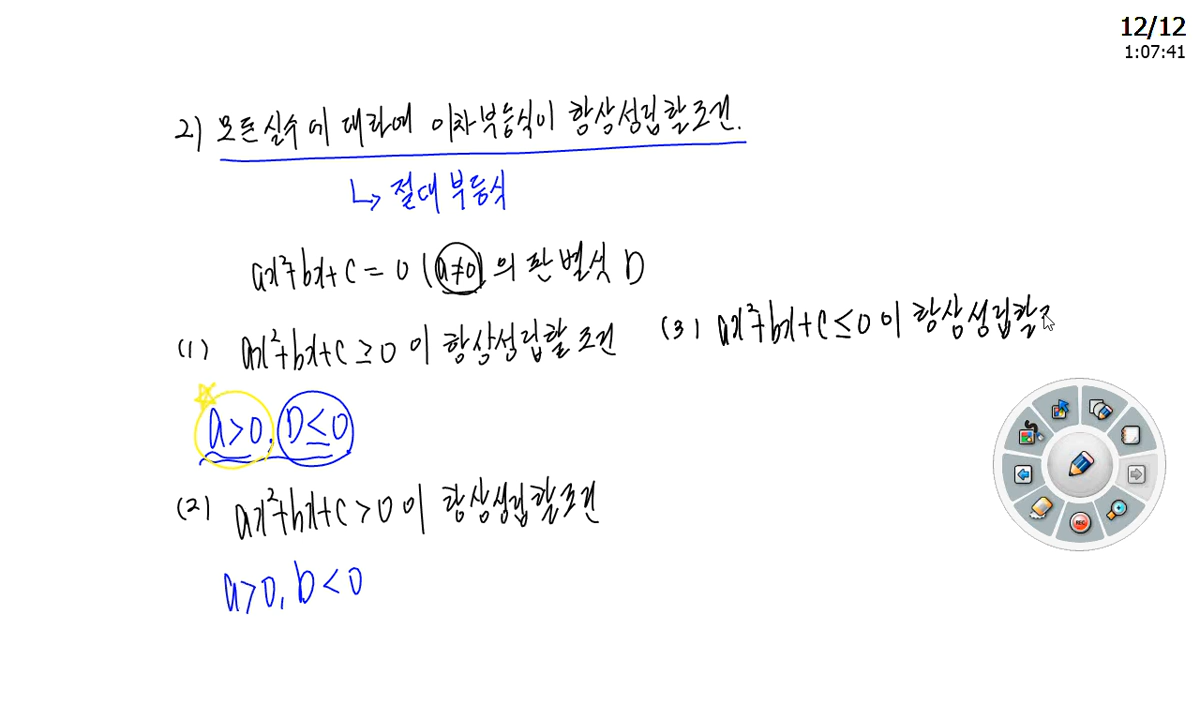 12/12
1:07:41
2) 모든 실수에 대하여 이차부등식이 항상성립할조건.
↳ 절대부등식
ax²+bx+c=0 (a≠0)의 판별식 D
(1) ax²+bx+c≥0이 항상성립할 조건
a>0, D≤0
(2) ax²+bx+c>0이 항상성립할조건
a>0, D<0
(3) ax²+bx+c≤0이 항상성립할
REC